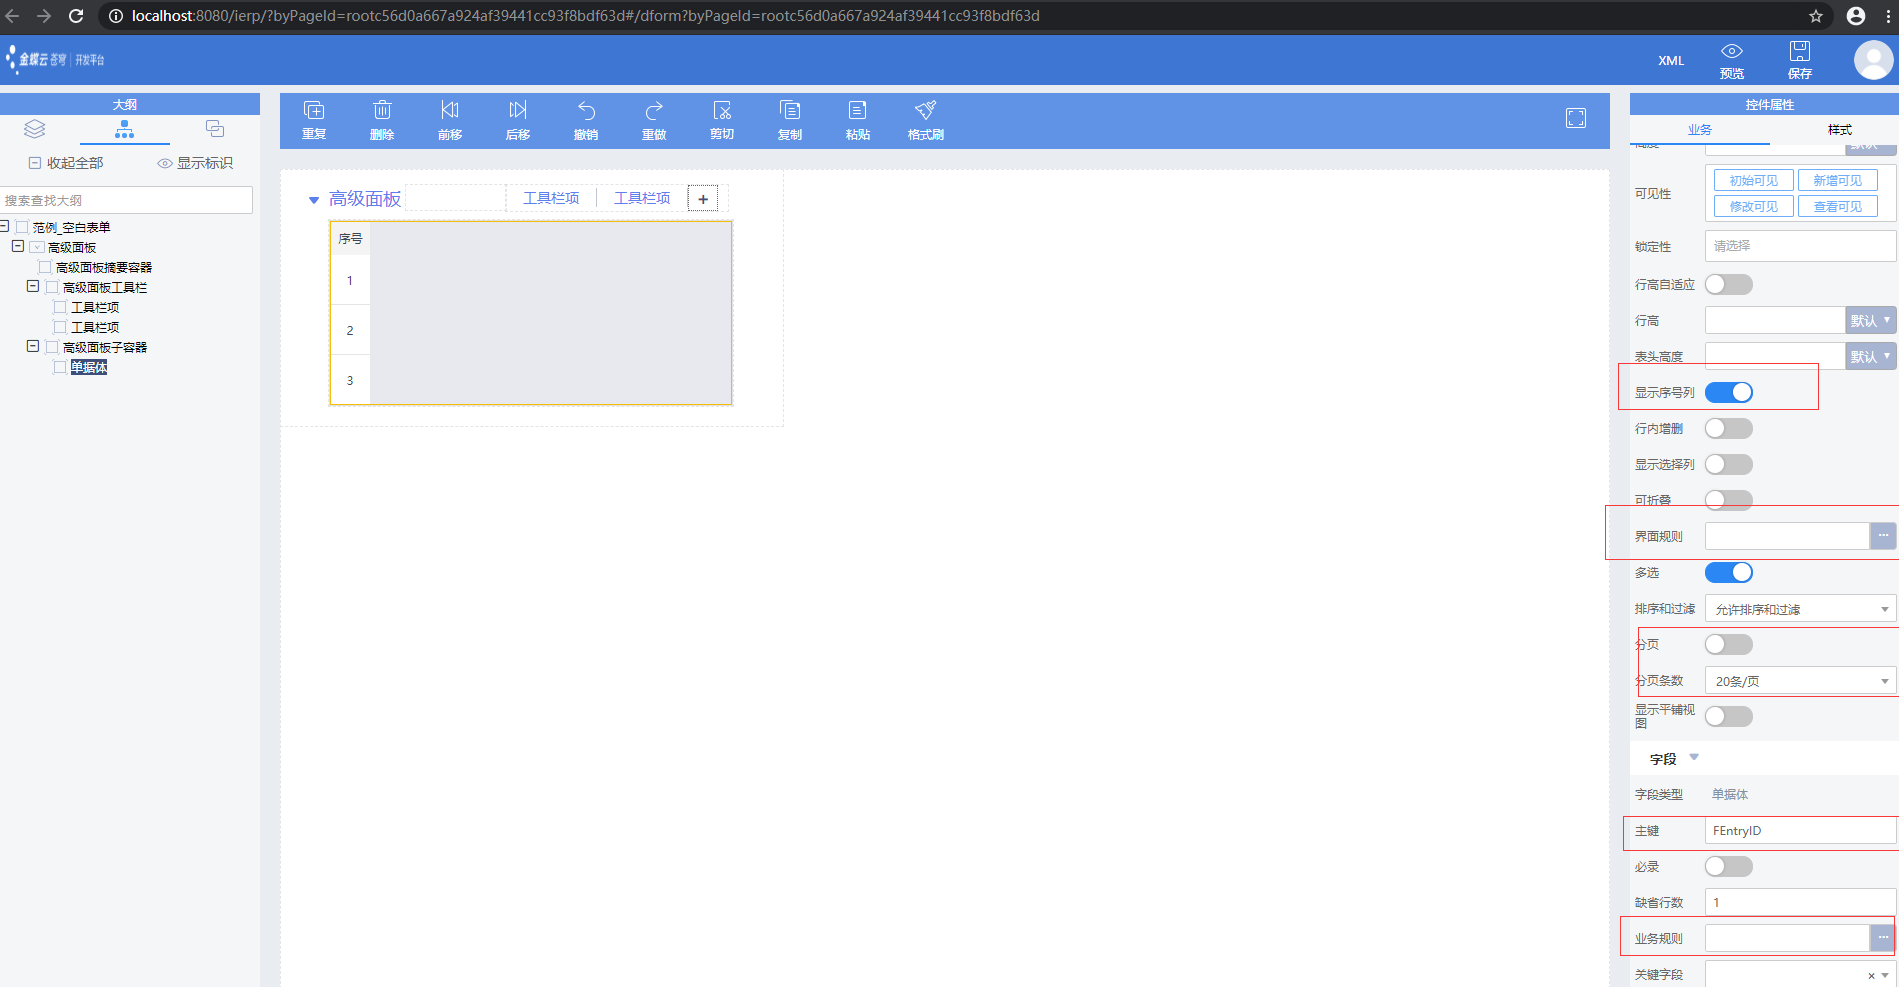 localhost:8080/ierp/?byPageId=rootc56d0a667a924af39441cc93f8bdf63d#/dform?byPageId=rootc56d0a667a924af39441cc93f8bdf63d
金蝶云 苍穹 | 开发平台
XML
预览
保存
大纲
收起全部
显示标识
搜索查找大纲
范例_空白表单
高级面板
高级面板摘要容器
高级面板工具栏
工具栏项
工具栏项
高级面板子容器
单据体
重复
删除
前移
后移
撤销
重做
剪切
复制
粘贴
格式刷
高级面板
工具栏项
工具栏项
+
序号
1
2
3
控件属性
业务
样式
高度
默认
可见性
初始可见
新增可见
修改可见
查看可见
锁定性
请选择
行高自适应
行高
默认
表头高度
默认
显示序号列
行内增删
显示选择列
可折叠
界面规则
...
多选
排序和过滤
允许排序和过滤
分页
分页条数
20条/页
显示平铺视
图
字段
字段类型
单据体
主键
FEntryID
必录
缺省行数
1
业务规则
...
关键字段
×